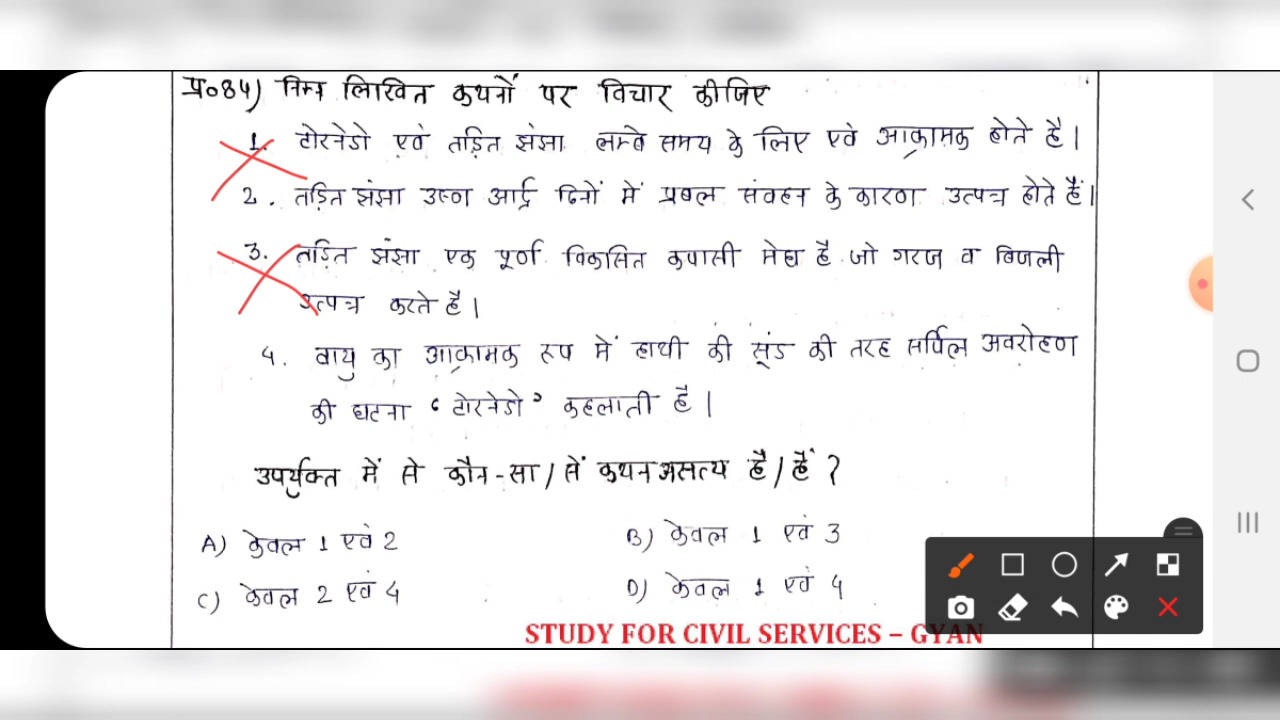 प्र०84) निम्न लिखित कथनों पर विचार कीजिए
1. टोरनेडो एवं तड़ित झंझा लम्बे समय के लिए एवं आक्रामक होते है।
2. तड़ित झंझा उष्ण आर्द्र दिनों में प्रबल संवहन के कारण उत्पन्न होते हैं।
3. तड़ित झंझा एक पूर्ण विकसित कपासी मेघ है जो गरज व बिजली
उत्पन्न करते है।
4. वायु का आक्रामक रूप में हाथी की सूंड की तरह सर्पिल अवरोहण
की घटना ‘टोरनेडो’ कहलाती है।
उपर्युक्त में से कौन-सा/से कथन असत्य है/हैं ?
A) केवल 1 एवं 2
B) केवल 1 एवं 3
C) केवल 2 एवं 4
D) केवल 1 एवं 4
STUDY FOR CIVIL SERVICES – GYAN